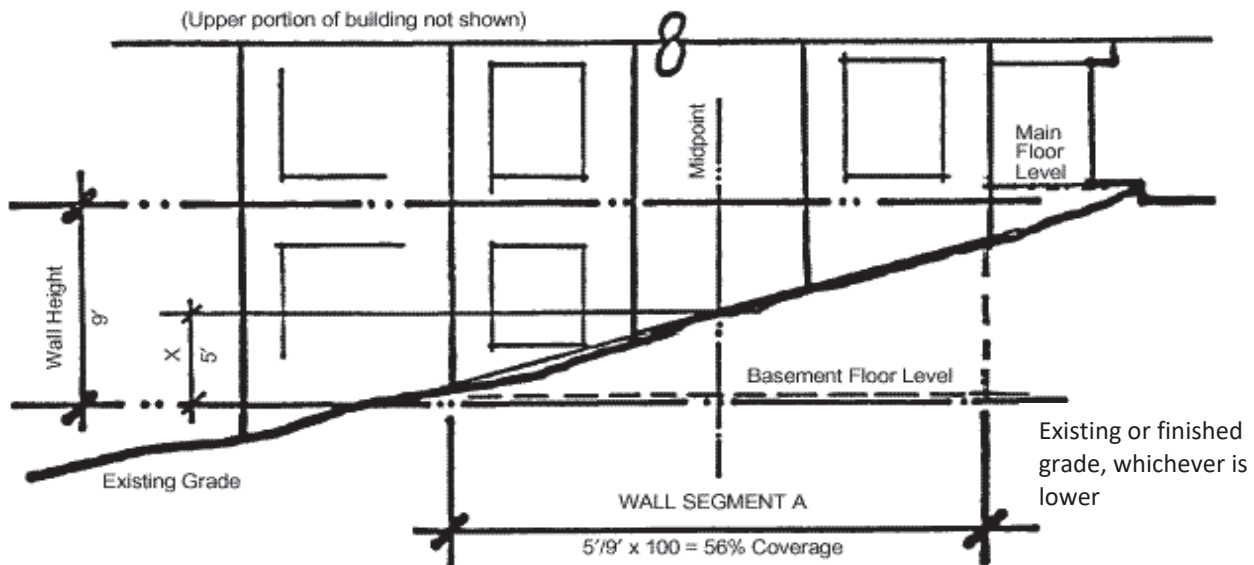 (Upper portion of building not shown)
8
Midpoint
Main
Floor
Level
Wall Height
9'
X
5'
Basement Floor Level
Existing Grade
Existing or finished
grade, whichever is
lower
WALL SEGMENT A
5'/9' x 100 = 56% Coverage